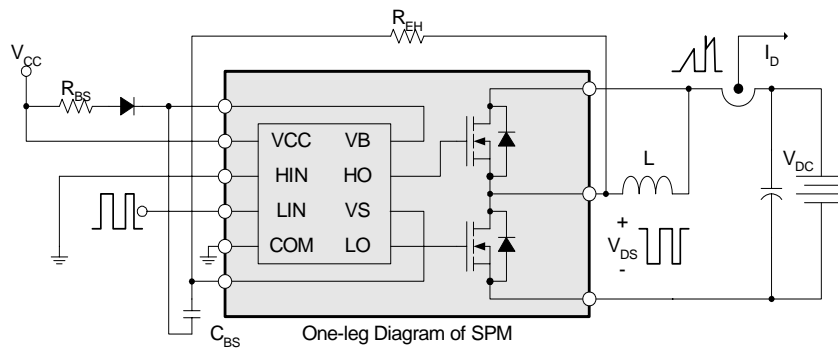 R_EH
V_CC
I_D
R_BS
VCC VB
HIN HO
LIN VS
COM LO
L
V_DC
+
V_DS
-
C_BS
One-leg Diagram of SPM